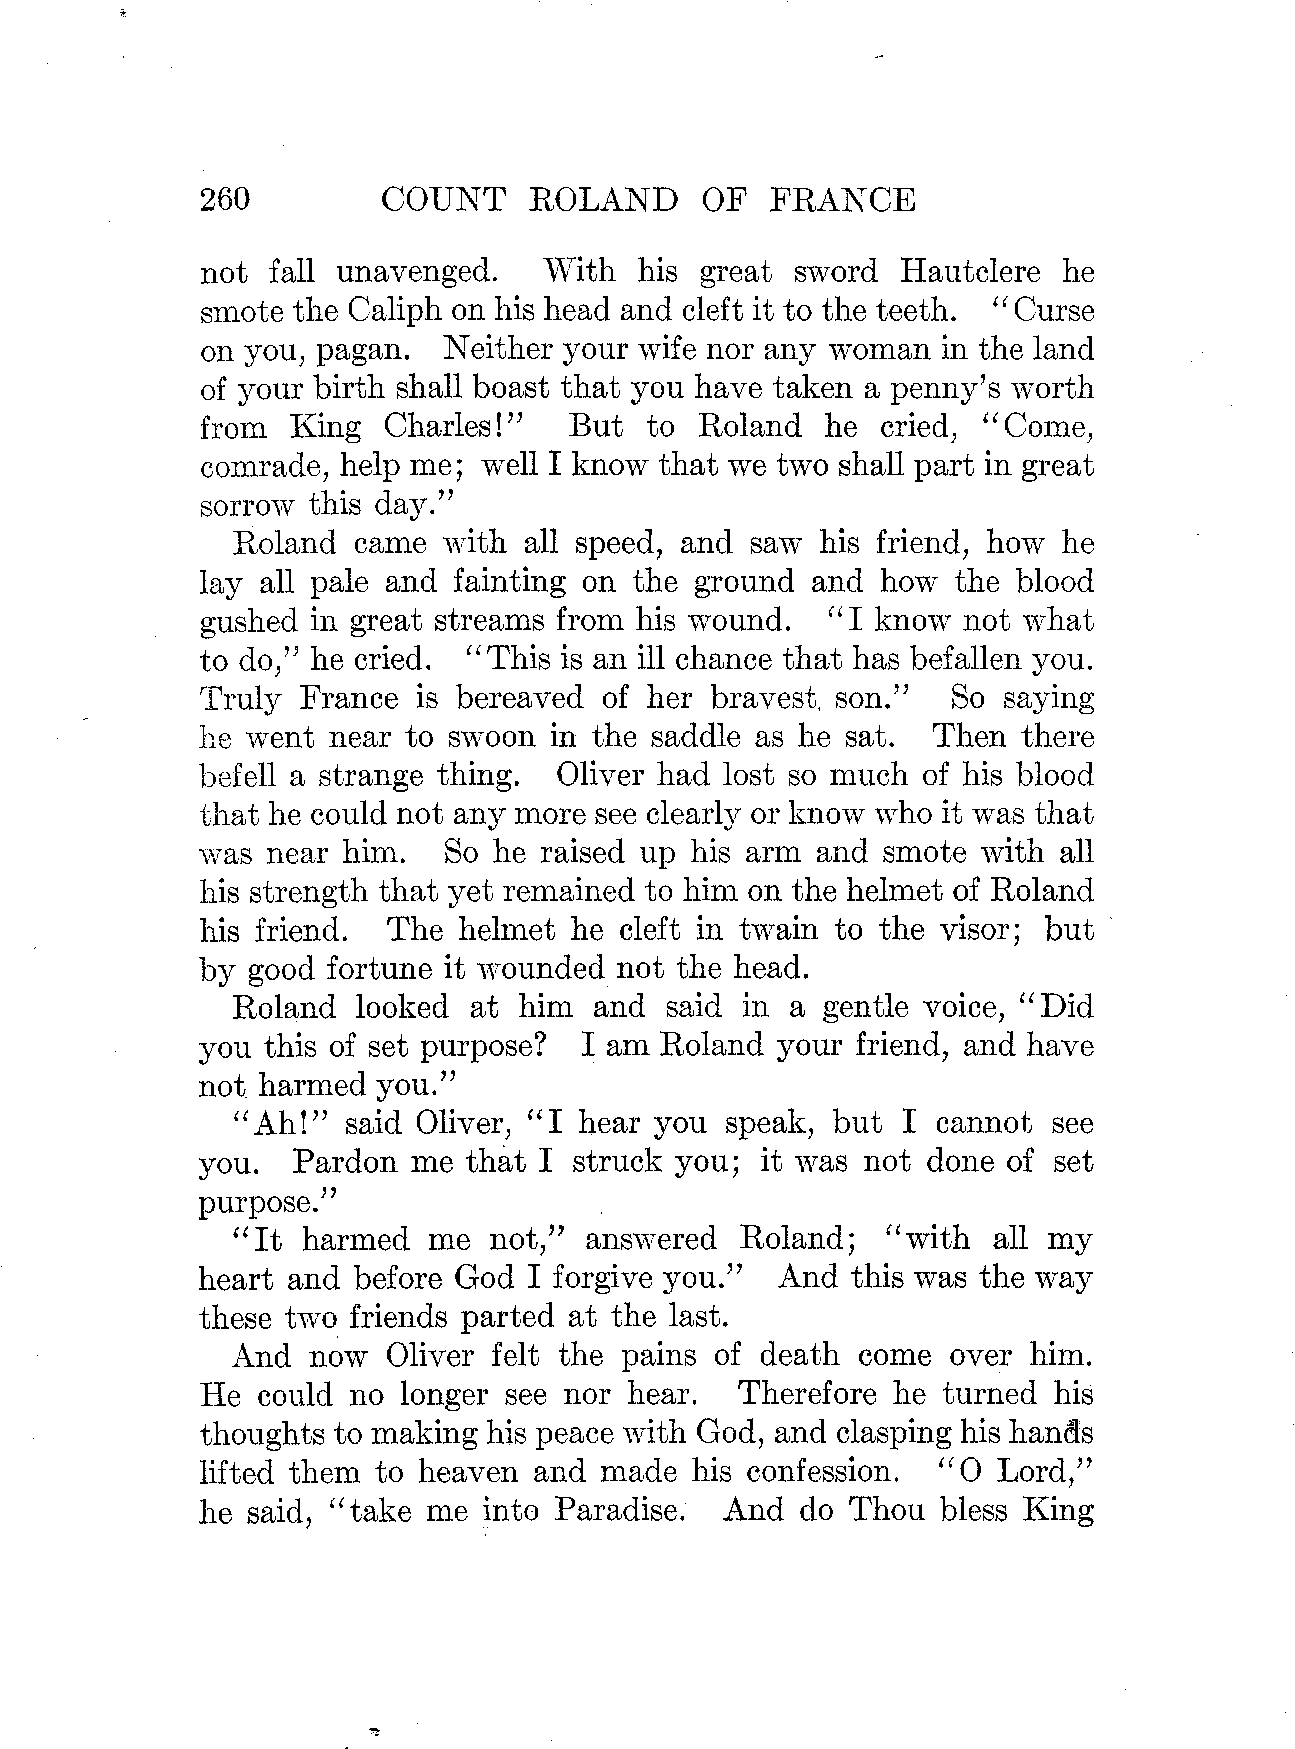 260 COUNT ROLAND OF FRANCE
not fall unavenged. With his great sword Hautclere he
smote the Caliph on his head and cleft it to the teeth. "Curse
on you, pagan. Neither your wife nor any woman in the land
of your birth shall boast that you have taken a penny's worth
from King Charles!" But to Roland he cried, "Come,
comrade, help me; well I know that we two shall part in great
sorrow this day."
Roland came with all speed, and saw his friend, how he
lay all pale and fainting on the ground and how the blood
gushed in great streams from his wound. "I know not what
to do," he cried. "This is an ill chance that has befallen you.
Truly France is bereaved of her bravest son." So saying
he went near to swoon in the saddle as he sat. Then there
befell a strange thing. Oliver had lost so much of his blood
that he could not any more see clearly or know who it was that
was near him. So he raised up his arm and smote with all
his strength that yet remained to him on the helmet of Roland
his friend. The helmet he cleft in twain to the visor; but
by good fortune it wounded not the head.
Roland looked at him and said in a gentle voice, "Did
you this of set purpose? I am Roland your friend, and have
not harmed you."
"Ah!" said Oliver, "I hear you speak, but I cannot see
you. Pardon me that I struck you; it was not done of set
purpose."
"It harmed me not," answered Roland; "with all my
heart and before God I forgive you." And this was the way
these two friends parted at the last.
And now Oliver felt the pains of death come over him.
He could no longer see nor hear. Therefore he turned his
thoughts to making his peace with God, and clasping his hands
lifted them to heaven and made his confession. "O Lord,"
he said, "take me into Paradise. And do Thou bless King